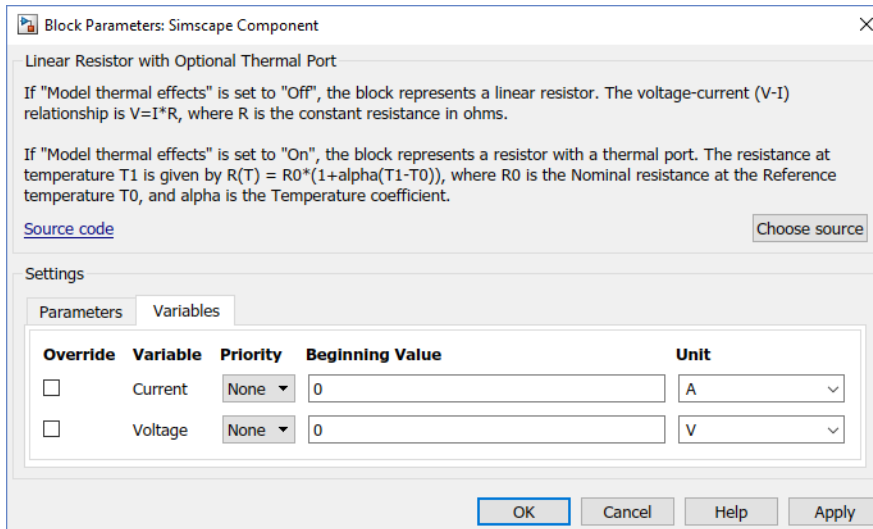 Block Parameters: Simscape Component
Linear Resistor with Optional Thermal Port
If "Model thermal effects" is set to "Off", the block represents a linear resistor. The voltage-current (V-I)
relationship is V=I*R, where R is the constant resistance in ohms.
If "Model thermal effects" is set to "On", the block represents a resistor with a thermal port. The resistance at
temperature T1 is given by R(T) = R0*(1+alpha(T1-T0)), where R0 is the Nominal resistance at the Reference
temperature T0, and alpha is the Temperature coefficient.
Source code Choose source
Settings
Parameters Variables
Override Variable Priority Beginning Value Unit
Current None 0 A
Voltage None 0 V
OK Cancel Help Apply